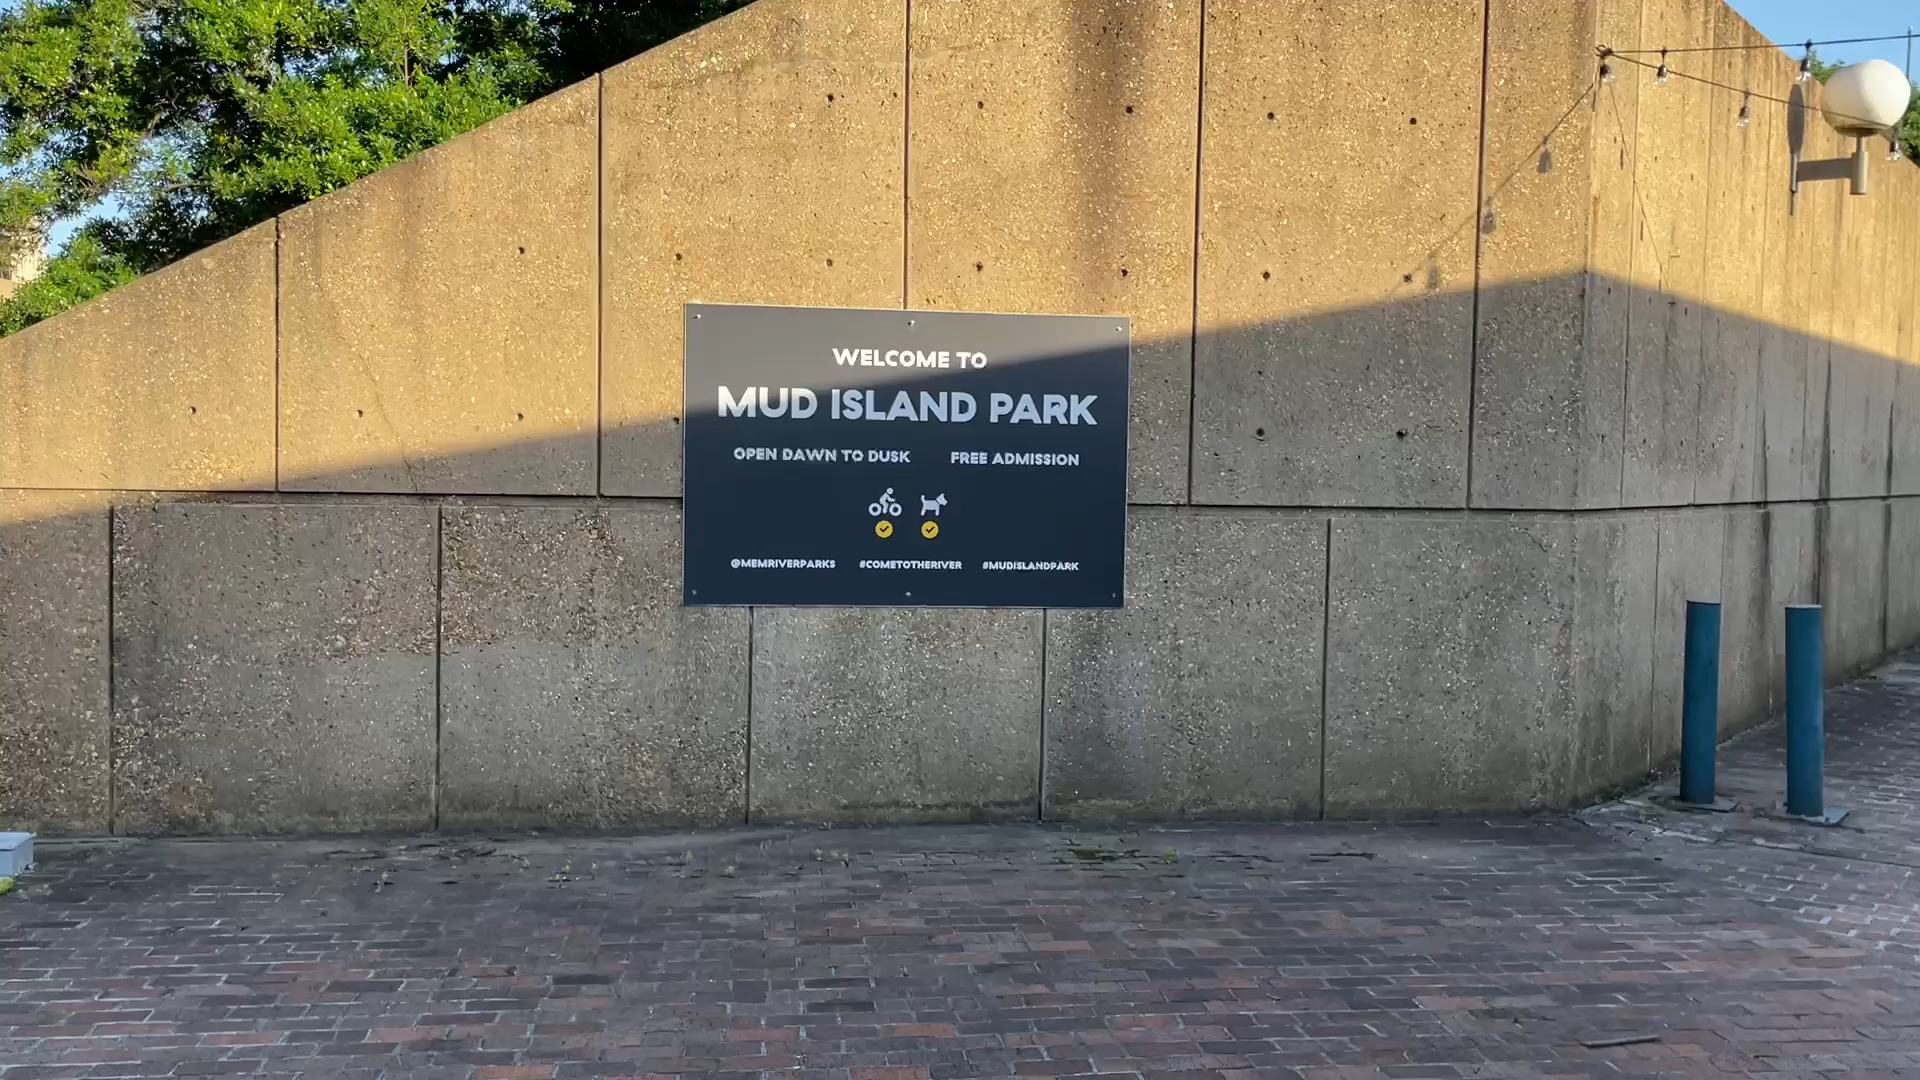 WELCOME TO
MUD ISLAND PARK
OPEN DAWN TO DUSK FREE ADMISSION
@MEMRIVERPARKS #COMETOTHERIVER #MUDISLANDPARK